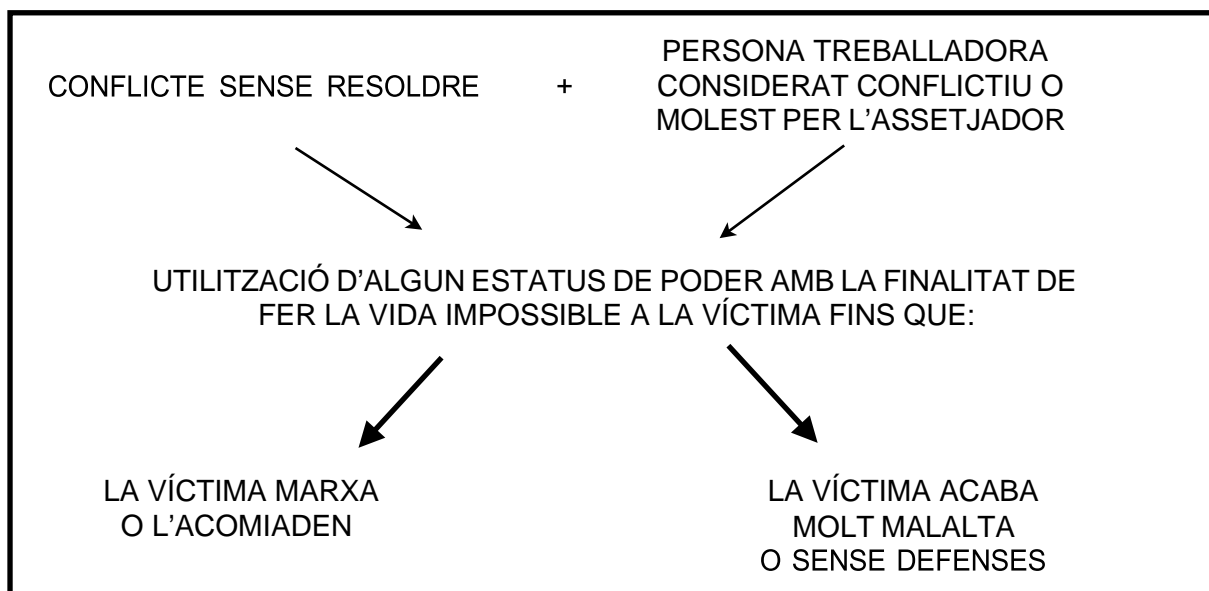 CONFLICTE SENSE RESOLDRE
+
PERSONA TREBALLADORA
CONSIDERAT CONFLICTIU O
MOLEST PER L’ASSETJADOR
UTILITZACIÓ D’ALGUN ESTATUS DE PODER AMB LA FINALITAT DE
FER LA VIDA IMPOSSIBLE A LA VÍCTIMA FINS QUE:
LA VÍCTIMA MARXA
O L’ACOMIADEN
LA VÍCTIMA ACABA
MOLT MALALTA
O SENSE DEFENSES